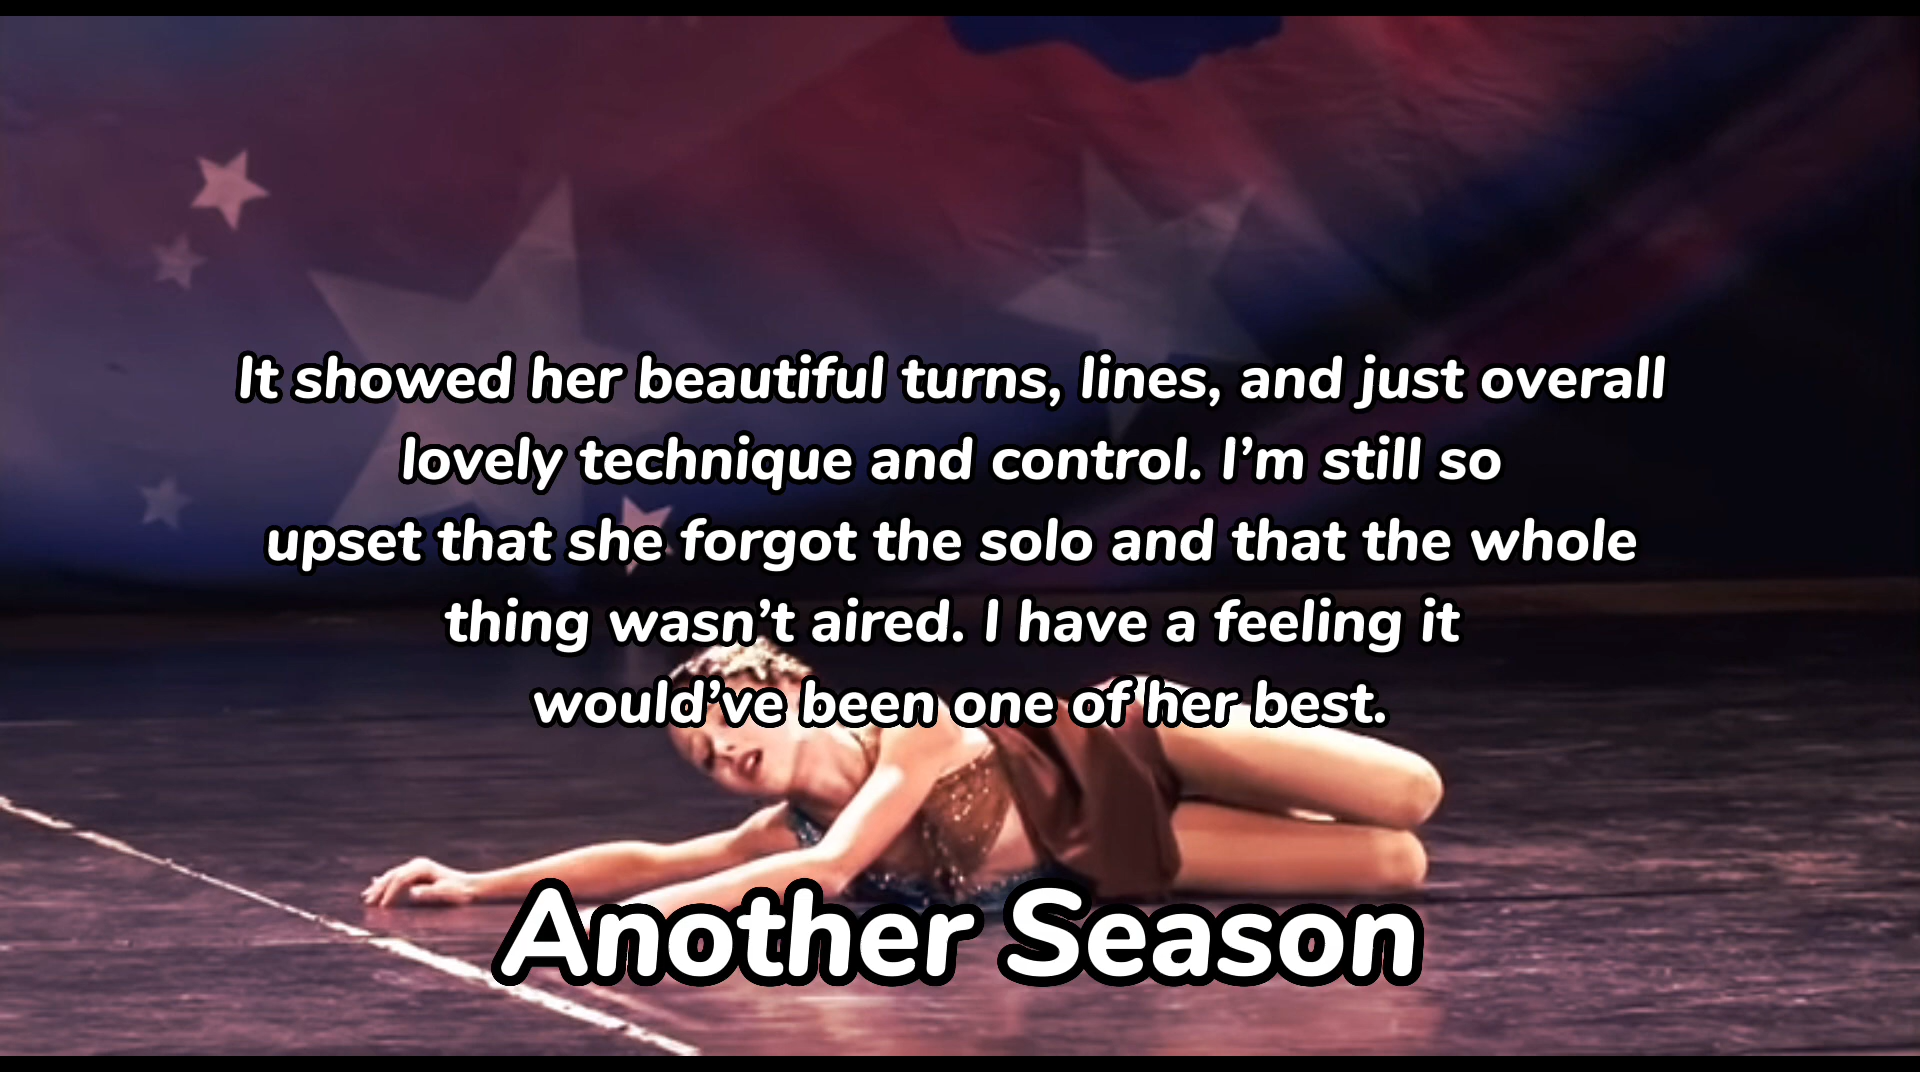 It showed her beautiful turns, lines, and just overall
lovely technique and control. I’m still so
upset that she forgot the solo and that the whole
thing wasn’t aired. I have a feeling it
would’ve been one of her best.
Another Season